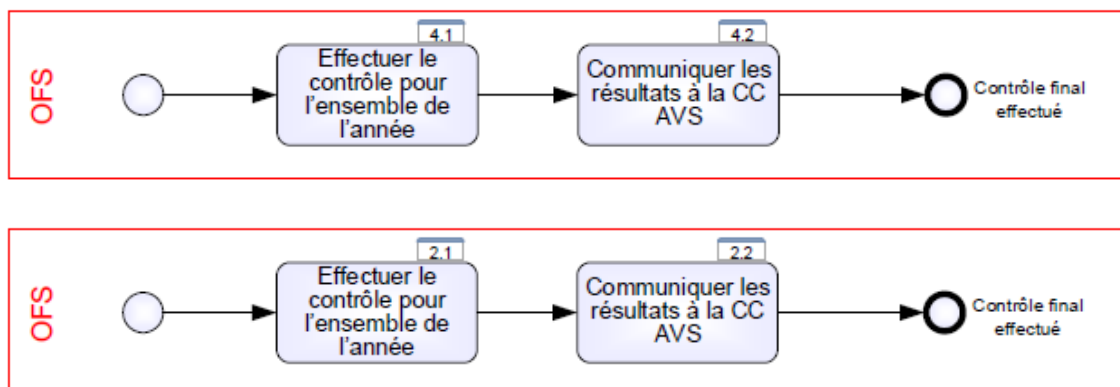 OFS
4.1
Effectuer le
contrôle pour
l'ensemble de
l'année
4.2
Communiquer les
résultats à la CC
AVS
Contrôle final
effectué
OFS
2.1
Effectuer le
contrôle pour
l'ensemble de
l'année
2.2
Communiquer les
résultats à la CC
AVS
Contrôle final
effectué